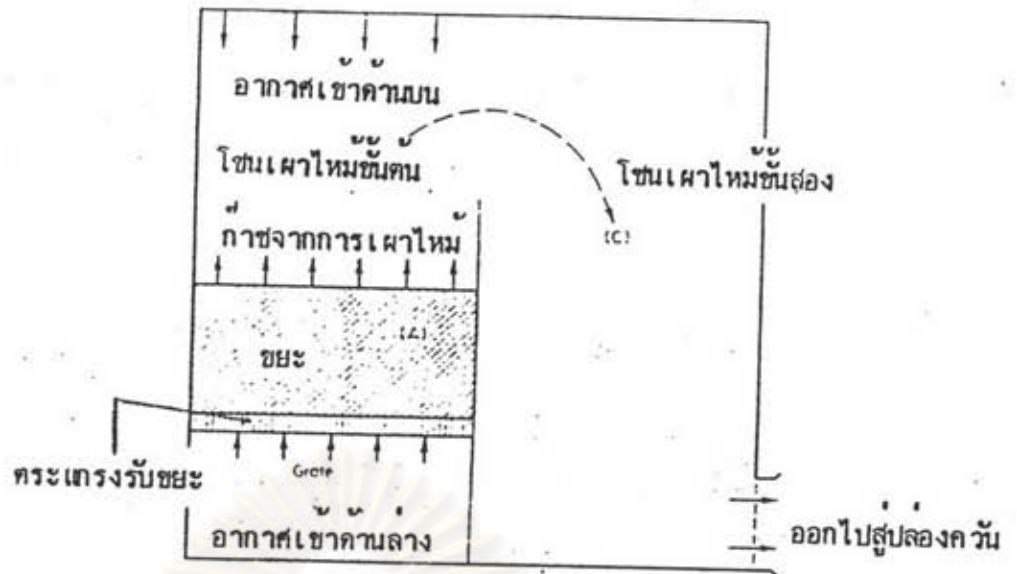 อากาศเข้าด้านบน
โซนเผาไหม้ขั้นต้น
โซนเผาไหม้ขั้นสอง
ก๊าซจากการเผาไหม้
(C)
(A)
ขยะ
Grate
ตระแกรงรับขยะ
อากาศเข้าด้านล่าง
ออกไปสู่ปล่องควัน